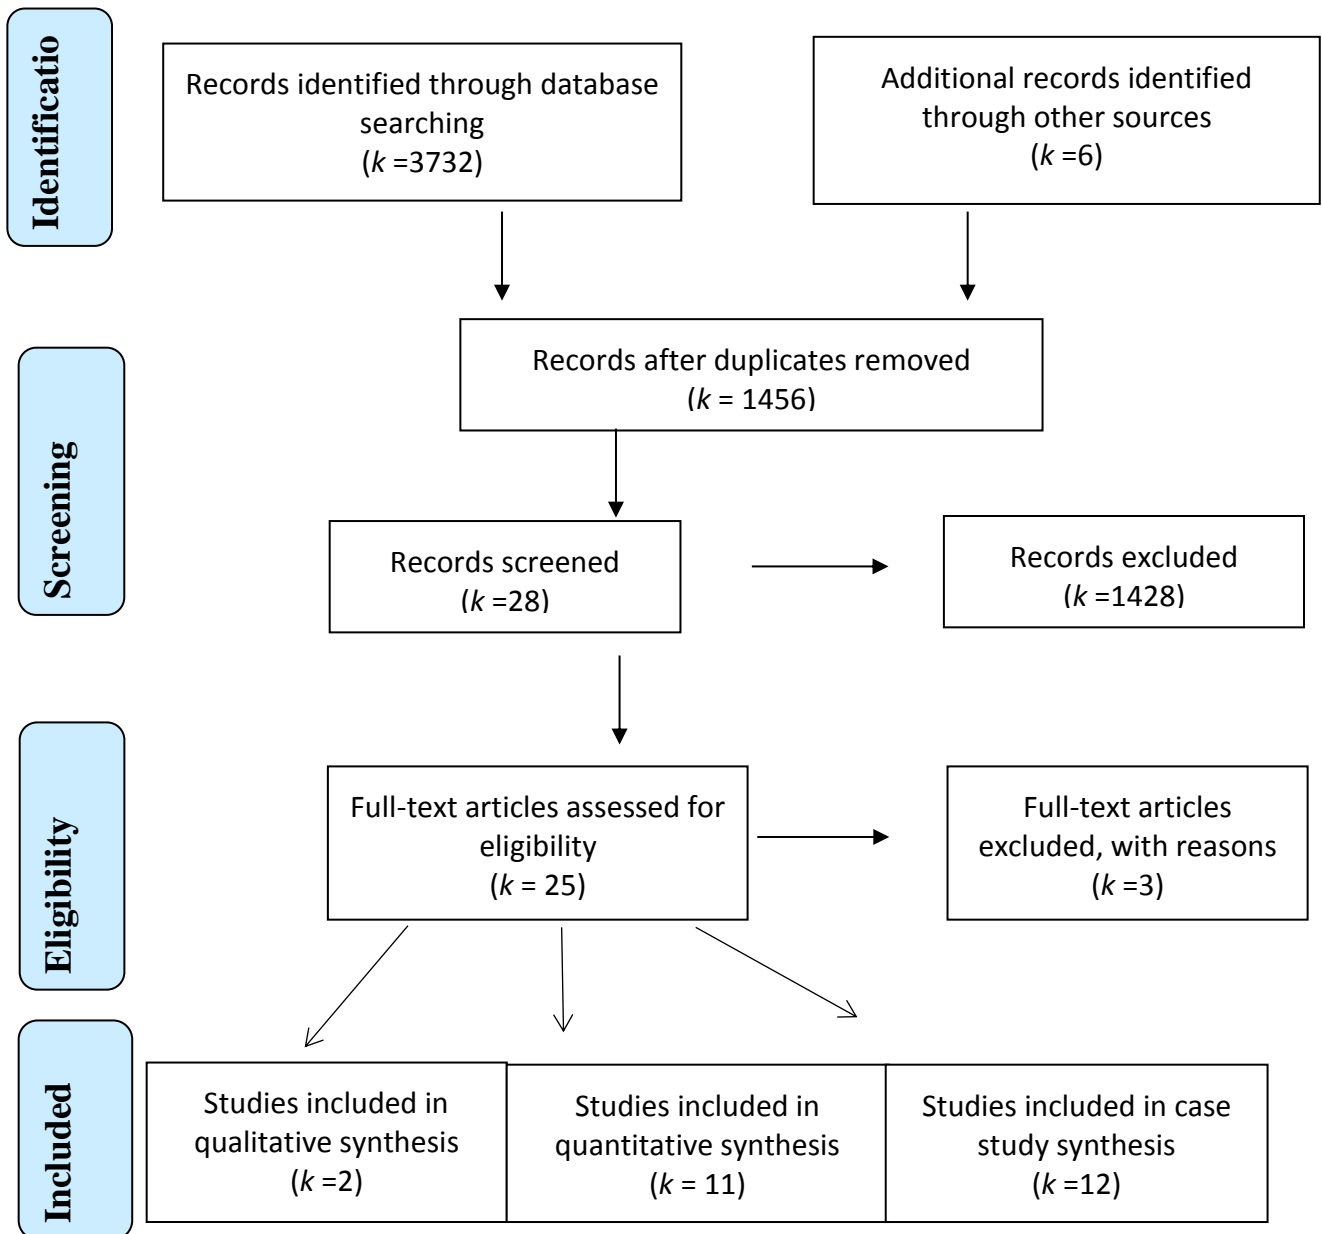 Identificatio
Records identified through database
searching
(k =3732)
Additional records identified
through other sources
(k =6)
Screening
Records after duplicates removed
(k = 1456)
Records screened
(k =28)
Records excluded
(k =1428)
Eligibility
Full-text articles assessed for
eligibility
(k = 25)
Full-text articles
excluded, with reasons
(k =3)
Included
Studies included in
qualitative synthesis
(k =2)
Studies included in
quantitative synthesis
(k = 11)
Studies included in case
study synthesis
(k =12)